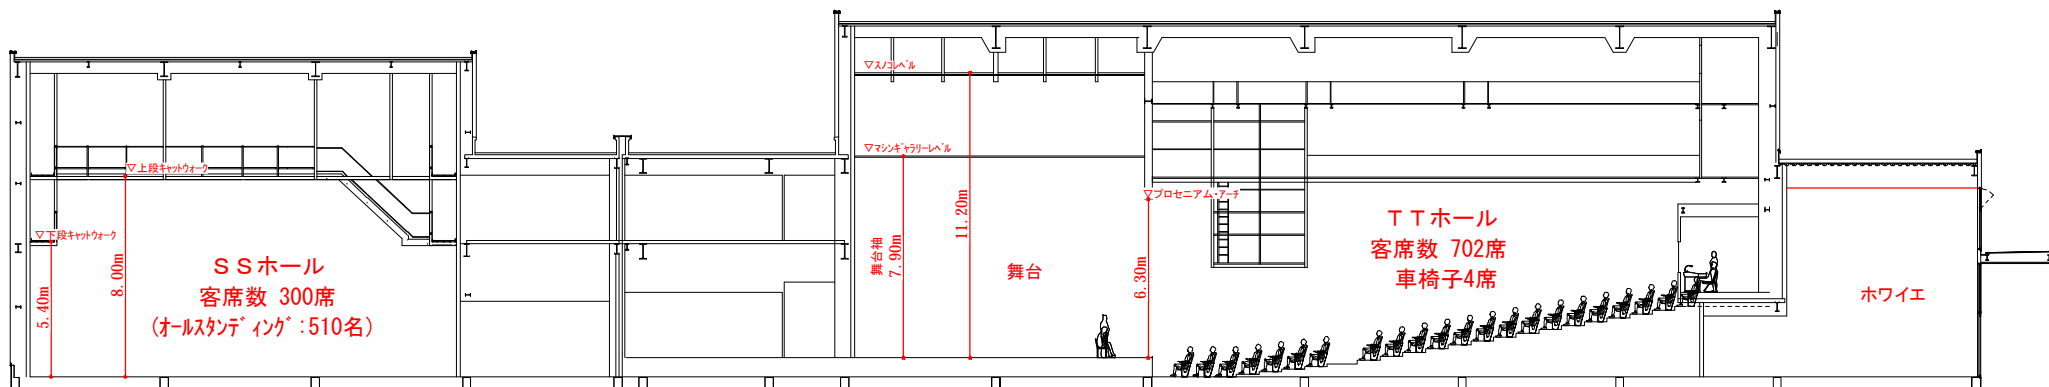 ▽上段キャットウォーク
▽下段キャットウォーク
5.40m
8.00m
SSホール
客席数 300席
(オールスタンディング:510名)
▽スノコレベル
▽マシンギャラリーレベル
▽プロセニアム・アーチ
舞台袖
7.90m
11.20m
舞台
6.30m
TTホール
客席数 702席
車椅子4席
ホワイエ